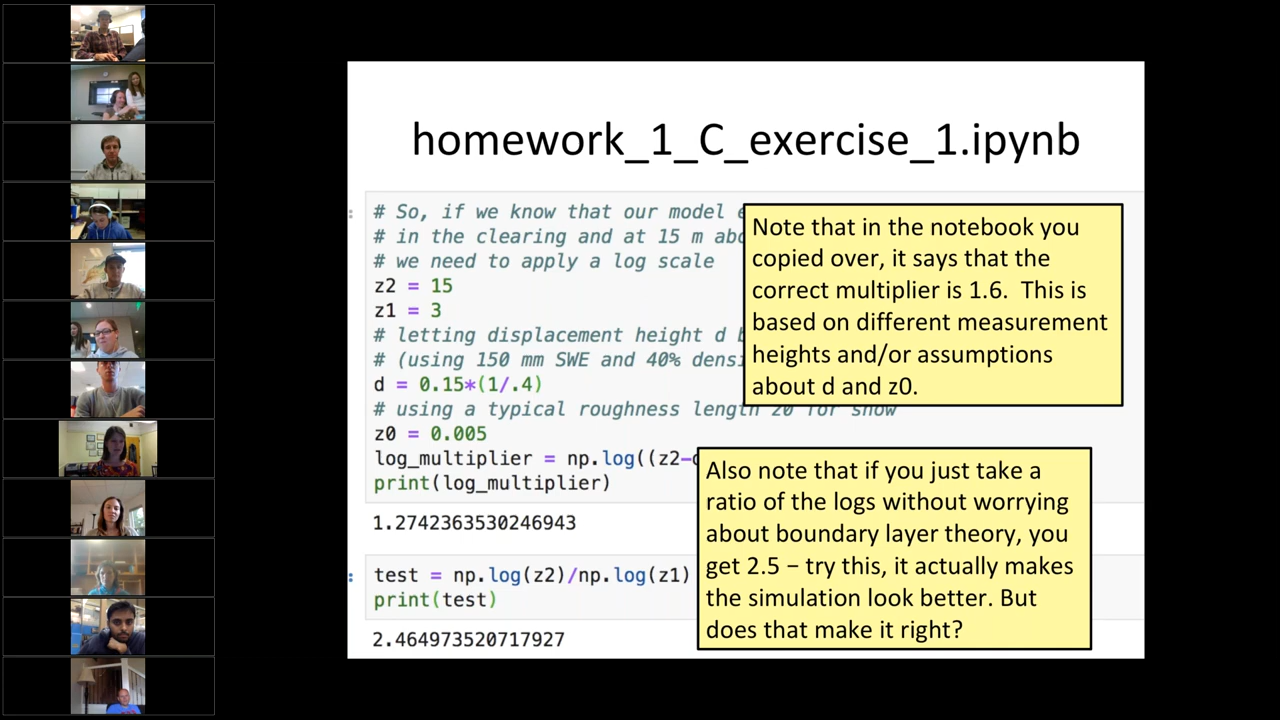 homework_1_C_exercise_1.ipynb
# So, if we know that our model
# in the clearing and at 15 m
# we need to apply a log scale
z2 = 15
z1 = 3
# letting displacement height d
# (using 150 mm SWE and 40%
d = 0.15*(1/.4)
# using a typical roughness length z0 for snow
z0 = 0.005
log_multiplier = np.log((z2-
print(log_multiplier)
1.2742363530246943
test = np.log(z2)/np.log(z1)
print(test)
2.464973520717927
Note that in the notebook you
copied over, it says that the
correct multiplier is 1.6. This is
based on different measurement
heights and/or assumptions
about d and z0.
Also note that if you just take a
ratio of the logs without worrying
about boundary layer theory, you
get 2.5 – try this, it actually makes
the simulation look better. But
does that make it right?